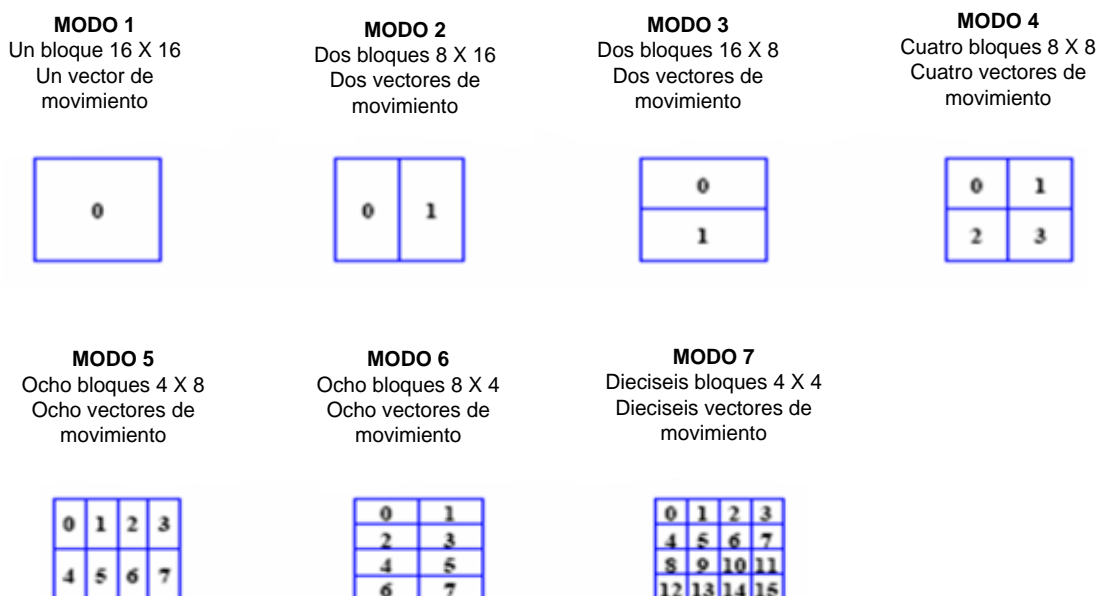 MODO 1
Un bloque 16 X 16
Un vector de
movimiento
MODO 2
Dos bloques 8 X 16
Dos vectores de
movimiento
MODO 3
Dos bloques 16 X 8
Dos vectores de
movimiento
MODO 4
Cuatro bloques 8 X 8
Cuatro vectores de
movimiento
0
0 1
0
1
0 1
2 3
MODO 5
Ocho bloques 4 X 8
Ocho vectores de
movimiento
MODO 6
Ocho bloques 8 X 4
Ocho vectores de
movimiento
MODO 7
Dieciseis bloques 4 X 4
Dieciseis vectores de
movimiento
0 1 2 3
4 5 6 7
0 1
2 3
4 5
6 7
0 1 2 3
4 5 6 7
8 9 10 11
12 13 14 15